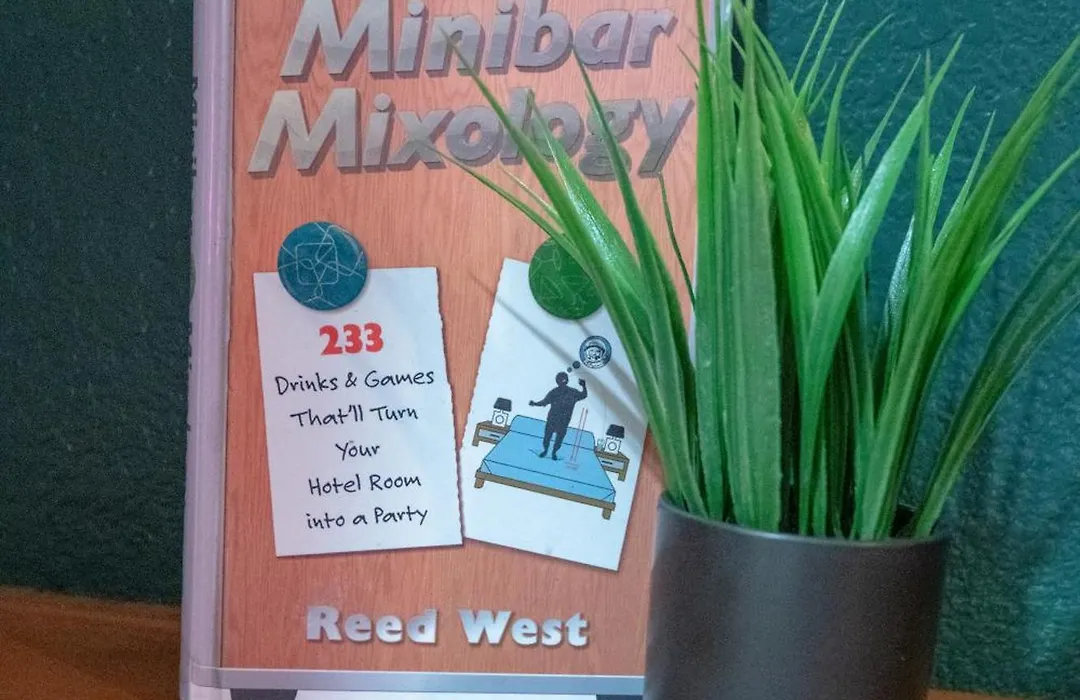 Minibar
Mixology
233
Drinks & Games
That'll Turn
Your
Hotel Room
into a Party
Reed West